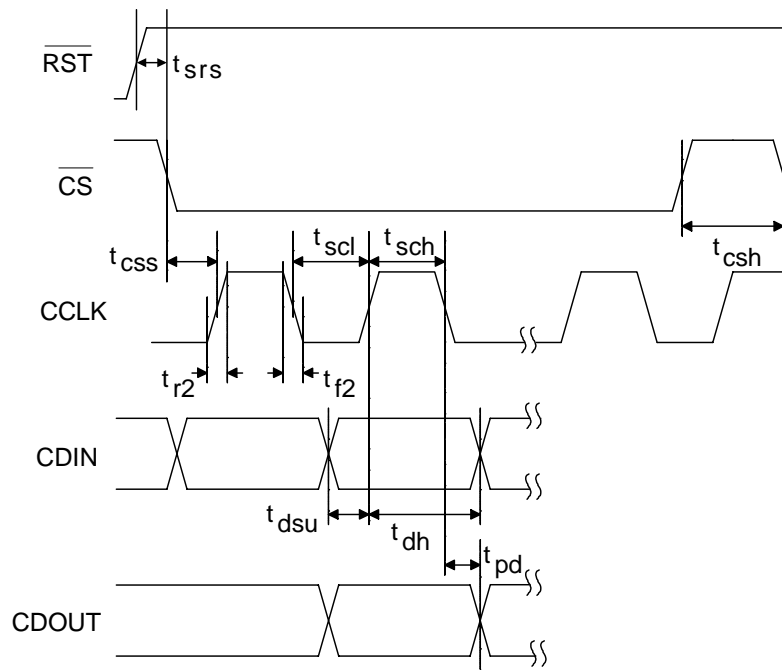 RST
t srs
CS
t css
t scl
t sch
t csh
CCLK
t r2
t f2
CDIN
t dsu
t dh
t pd
CDOUT